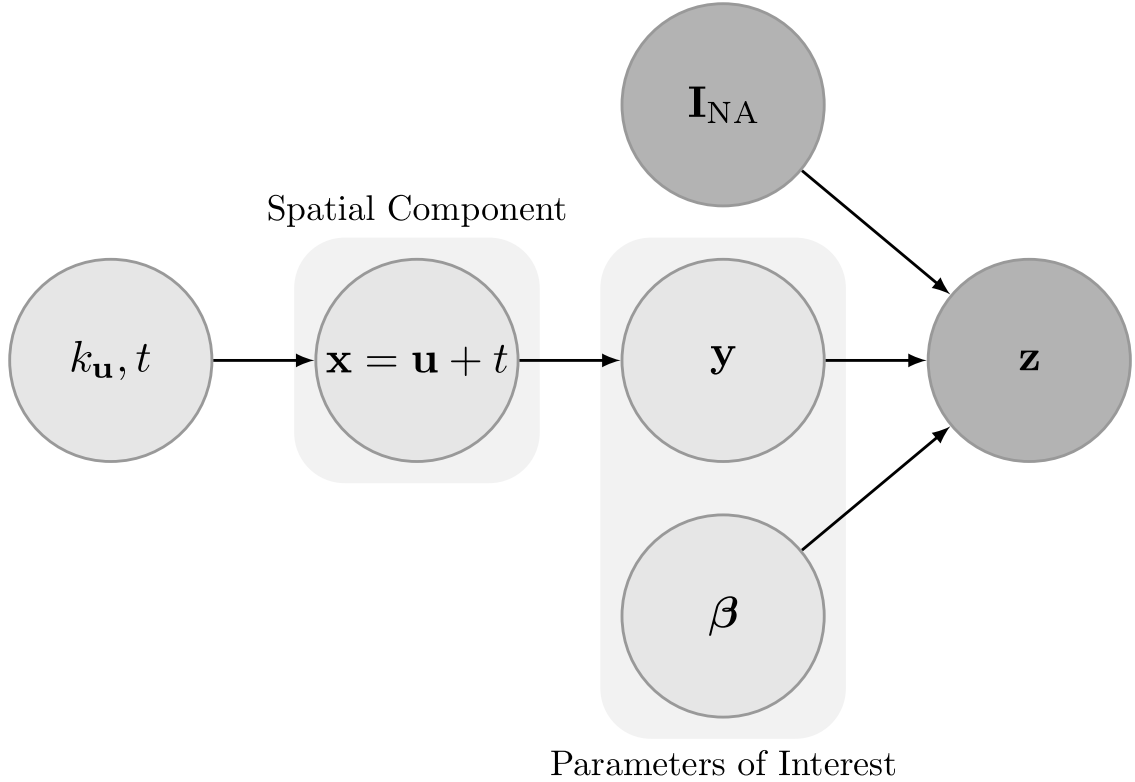 I_NA
Spatial Component
k_u, t
x = u + t
y
z
β
Parameters of Interest